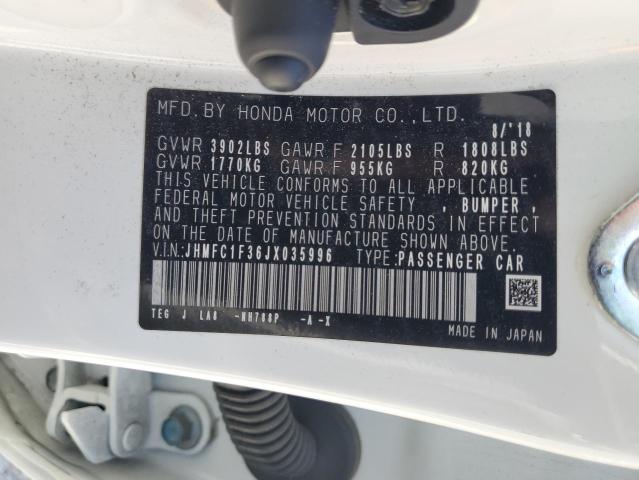 MFD. BY HONDA MOTOR CO., LTD.
8/'18
GVWR 3902LBS GAWR F 2105LBS R 1808LBS
GVWR 1770KG GAWR F 955KG R 820KG
THIS VEHICLE CONFORMS TO ALL APPLICABLE
FEDERAL MOTOR VEHICLE SAFETY , BUMPER ,
AND THEFT PREVENTION STANDARDS IN EFFECT
ON THE DATE OF MANUFACTURE SHOWN ABOVE.
V.I.N: JHMFC1F36JX035996 TYPE: PASSENGER CAR
TEG J LA8 -NH788P -A-X
MADE IN JAPAN